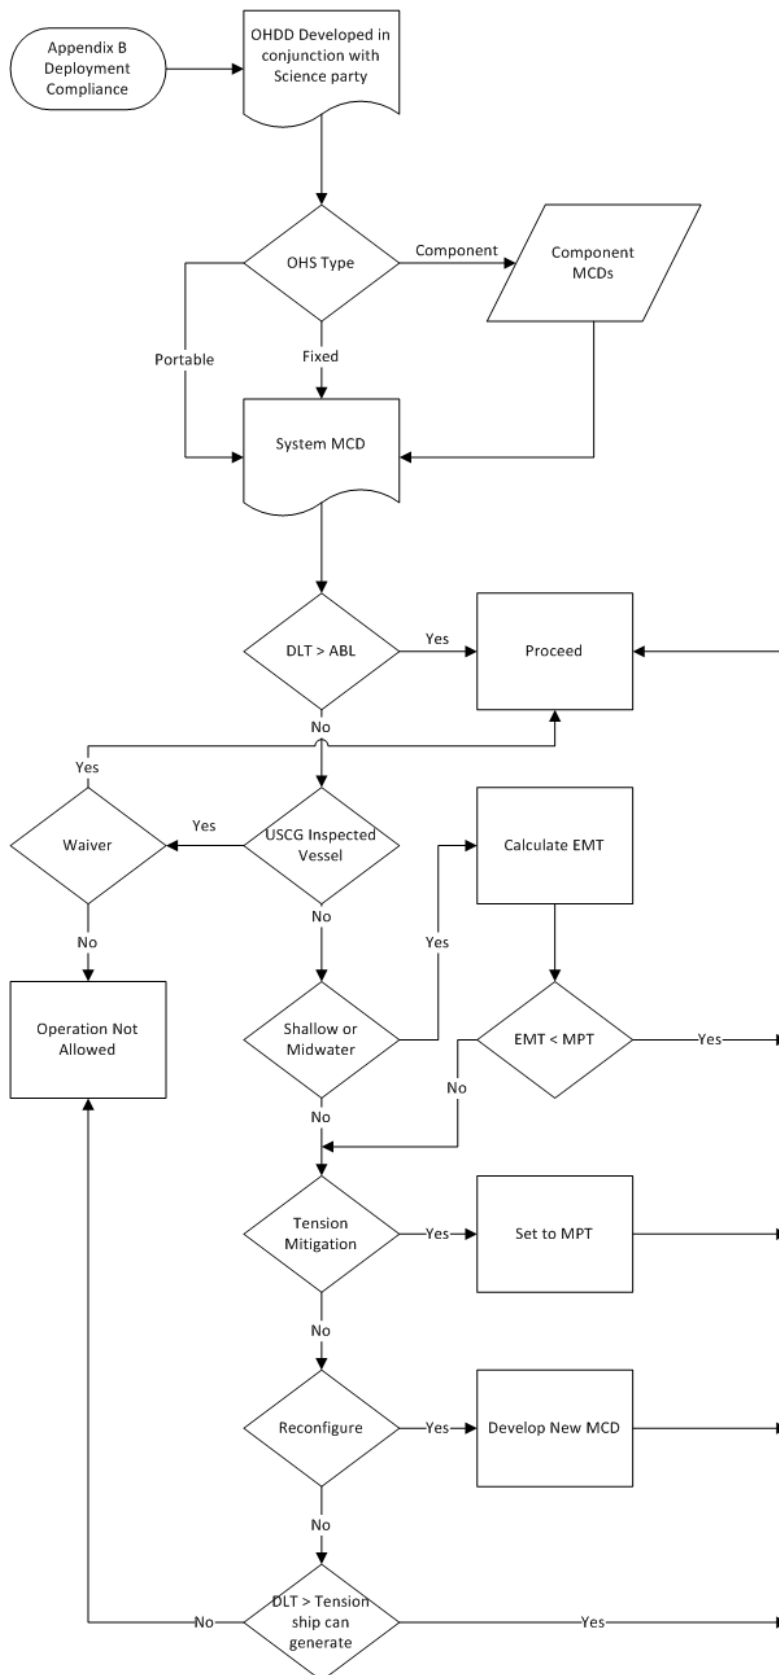 Appendix B
Deployment
Compliance
OHDD Developed in
conjunction with
Science party
OHS Type
Component
Component
MCDs
Portable
Fixed
System MCD
DLT > ABL
Yes
Proceed
No
Yes
Waiver
Yes
USCG Inspected
Vessel
Calculate EMT
No
No
Yes
Operation Not
Allowed
Shallow or
Midwater
EMT < MPT
Yes
No
No
Tension
Mitigation
Yes
Set to MPT
No
Reconfigure
Yes
Develop New MCD
No
DLT > Tension
ship can
generate
No
Yes